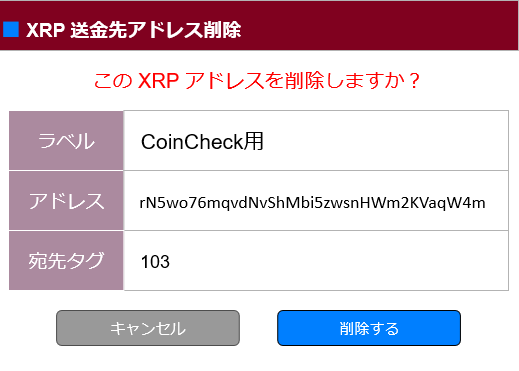 XRP 送金先アドレス削除
この XRP アドレスを削除しますか？
ラベル CoinCheck用
アドレス rN5wo76mqvdNvShMbi5zwsnHWm2KVaqW4m
宛先タグ 103
キャンセル 削除する